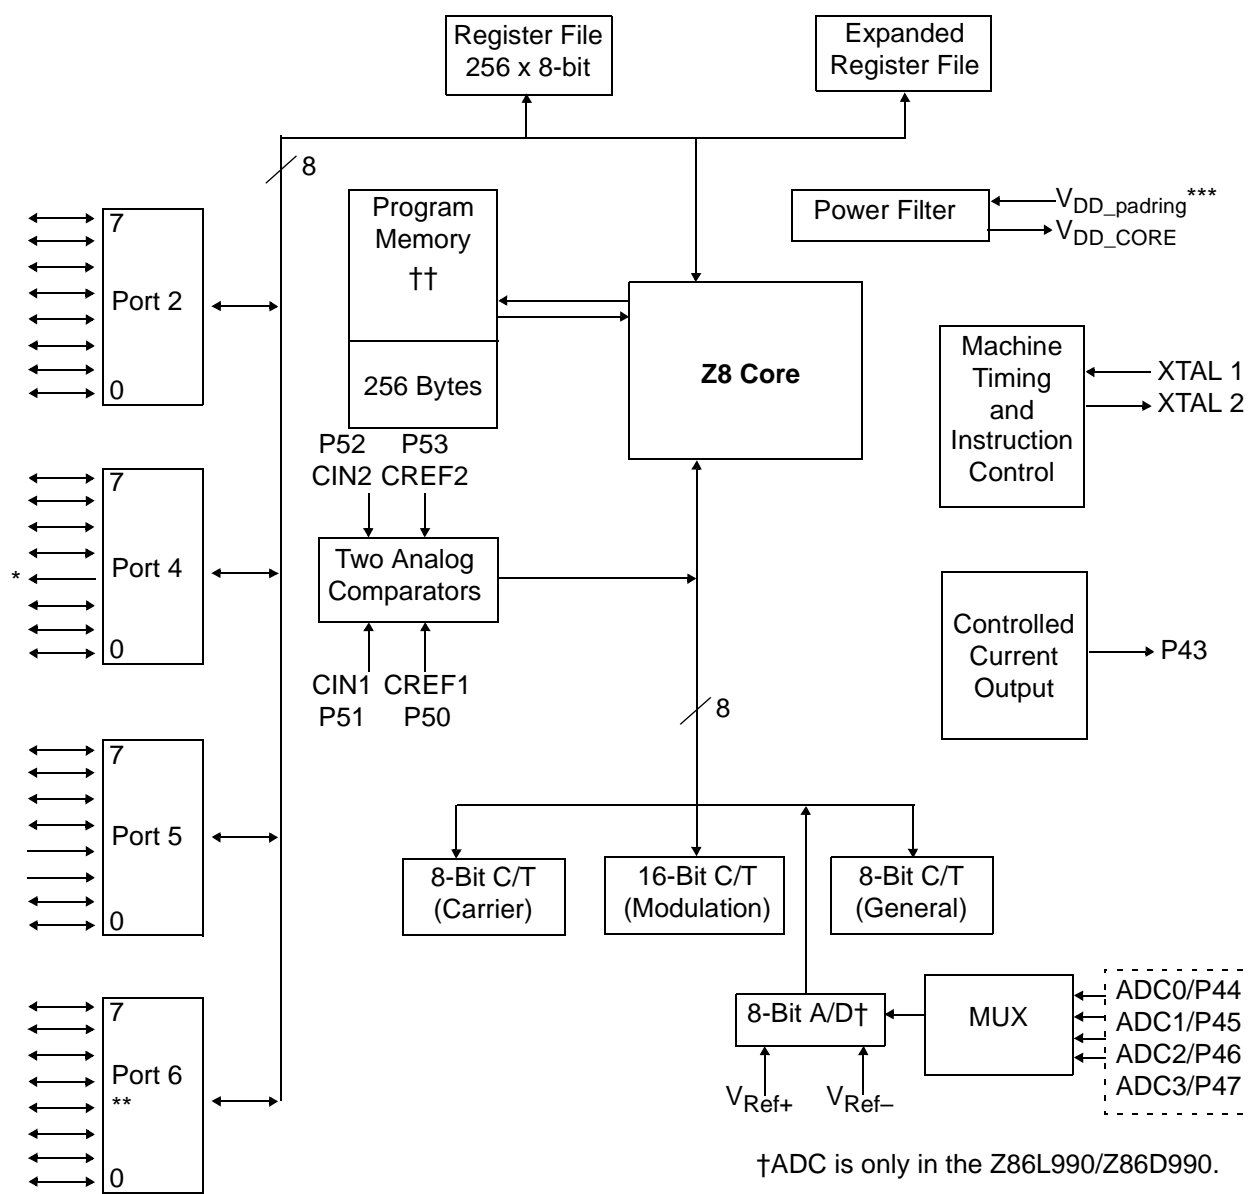 Register File
256 x 8-bit
Expanded
Register File
8
Program
Memory
††
256 Bytes
Power Filter
VDD_padring***
VDD_CORE
7
Port 2
0
Z8 Core
Machine
Timing
and
Instruction
Control
XTAL 1
XTAL 2
P52 P53
CIN2 CREF2
Two Analog
Comparators
CIN1 CREF1
P51 P50
7
Port 4
*
0
Controlled
Current
Output
P43
8
7
Port 5
0
8-Bit C/T
(Carrier)
16-Bit C/T
(Modulation)
8-Bit C/T
(General)
7
Port 6
**
0
8-Bit A/D†
MUX
ADC0/P44
ADC1/P45
ADC2/P46
ADC3/P47
VRef+ VRef–
†ADC is only in the Z86L990/Z86D990.